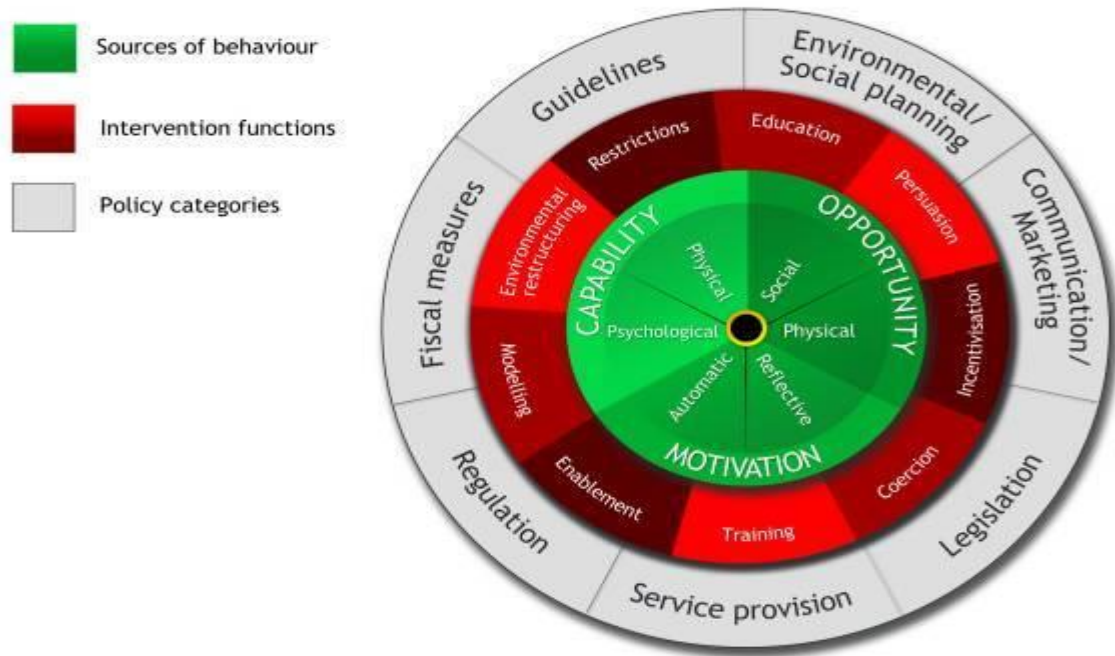 Sources of behaviour
Intervention functions
Policy categories
Guidelines
Environmental/
Social planning
Communication/
Marketing
Legislation
Service provision
Regulation
Fiscal measures
Restrictions
Education
Persuasion
Incentivisation
Coercion
Training
Enablement
Modelling
Environmental
restructuring
CAPABILITY
OPPORTUNITY
MOTIVATION
Physical
Social
Psychological
Physical
Automatic
Reflective